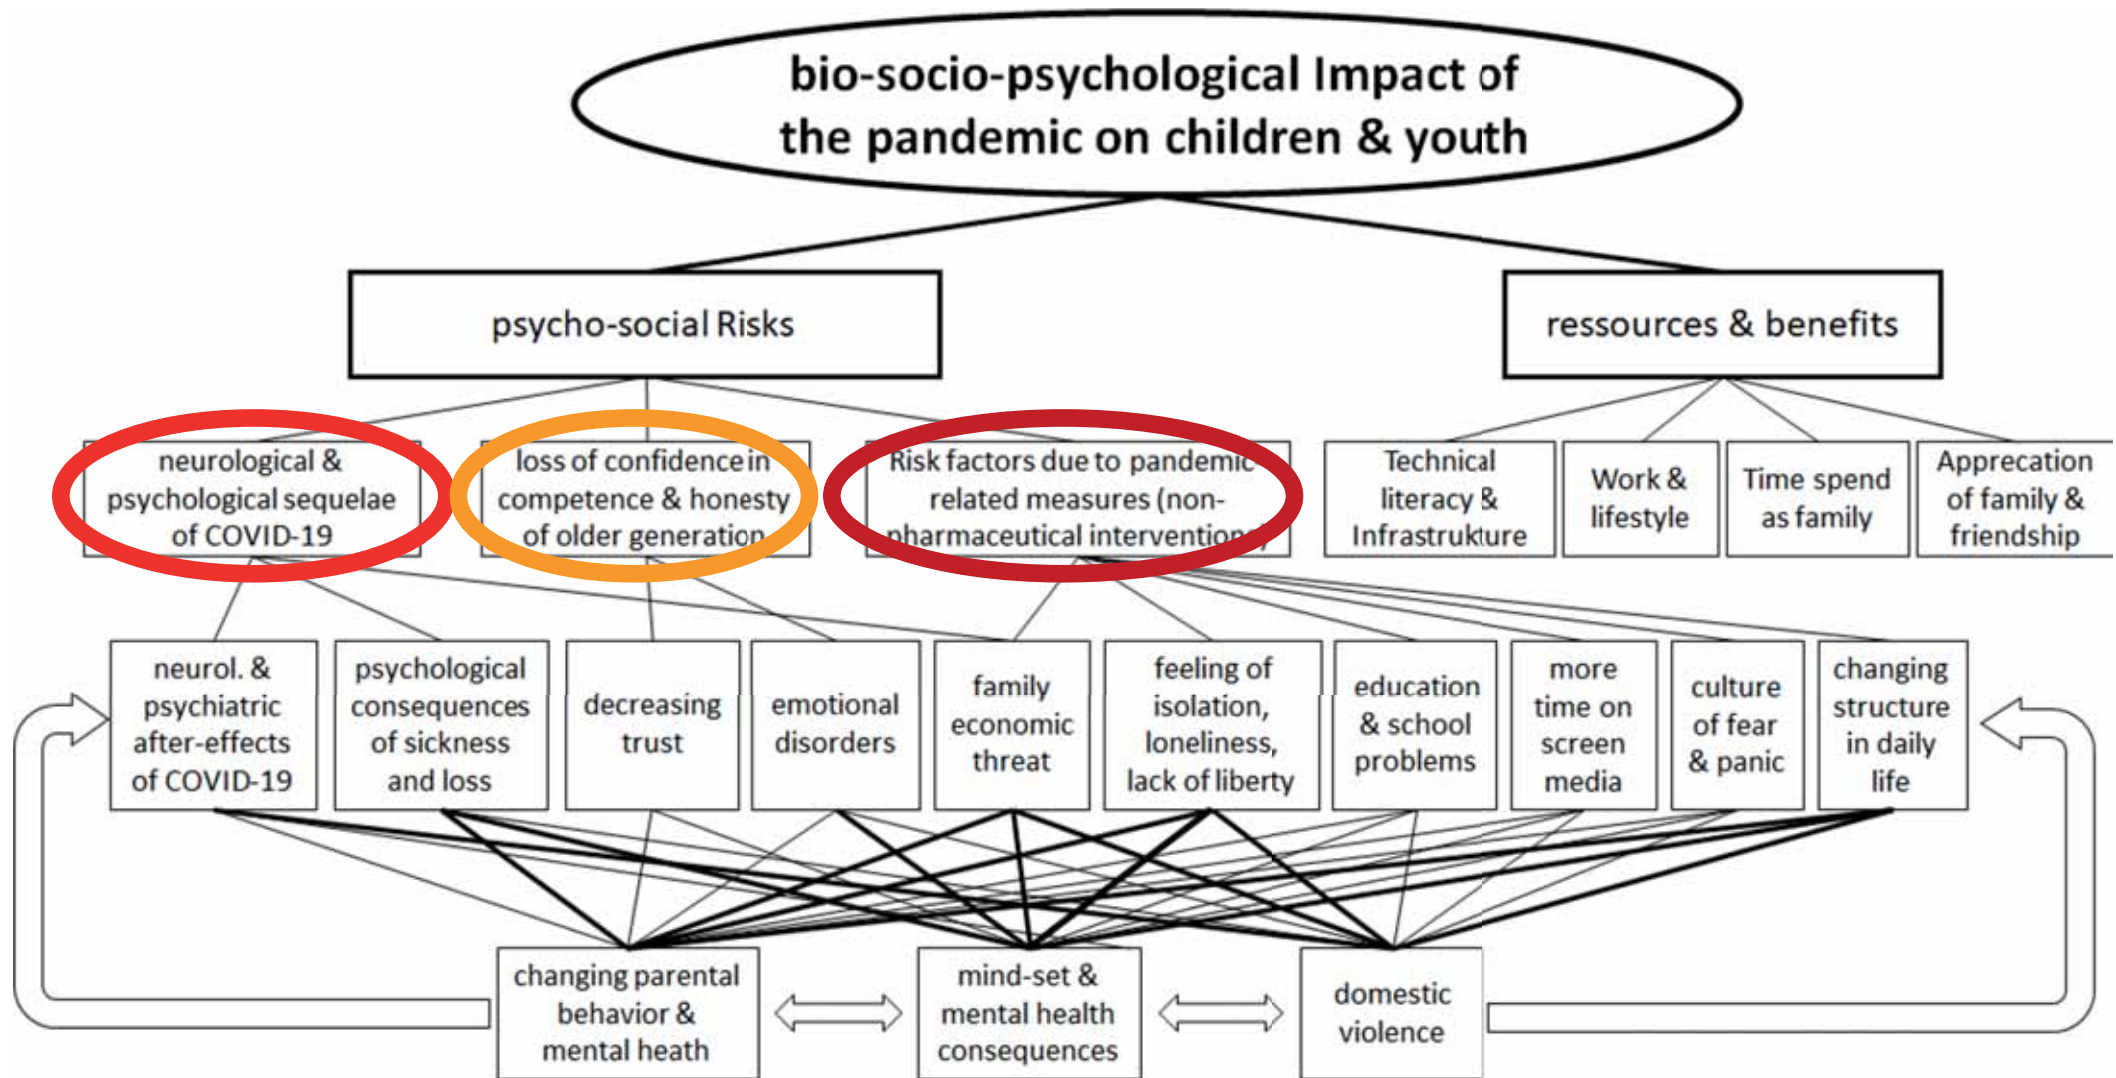 bio-socio-psychological Impact of
the pandemic on children & youth
psycho-social Risks
ressources & benefits
neurological &
psychological sequelae
of COVID-19
loss of confidence in
competence & honesty
of older generation
Risk factors due to pandemic
related measures (non-
pharmaceutical interventions)
Technical
literacy &
Infrastrukture
Work &
lifestyle
Time spend
as family
Apprecation
of family &
friendship
neurol. &
psychiatric
after-effects
of COVID-19
psychological
consequences
of sickness
and loss
decreasing
trust
emotional
disorders
family
economic
threat
feeling of
isolation,
loneliness,
lack of liberty
education
& school
problems
more
time on
screen
media
culture
of fear
& panic
changing
structure
in daily
life
changing parental
behavior &
mental heath
mind-set &
mental health
consequences
domestic
violence